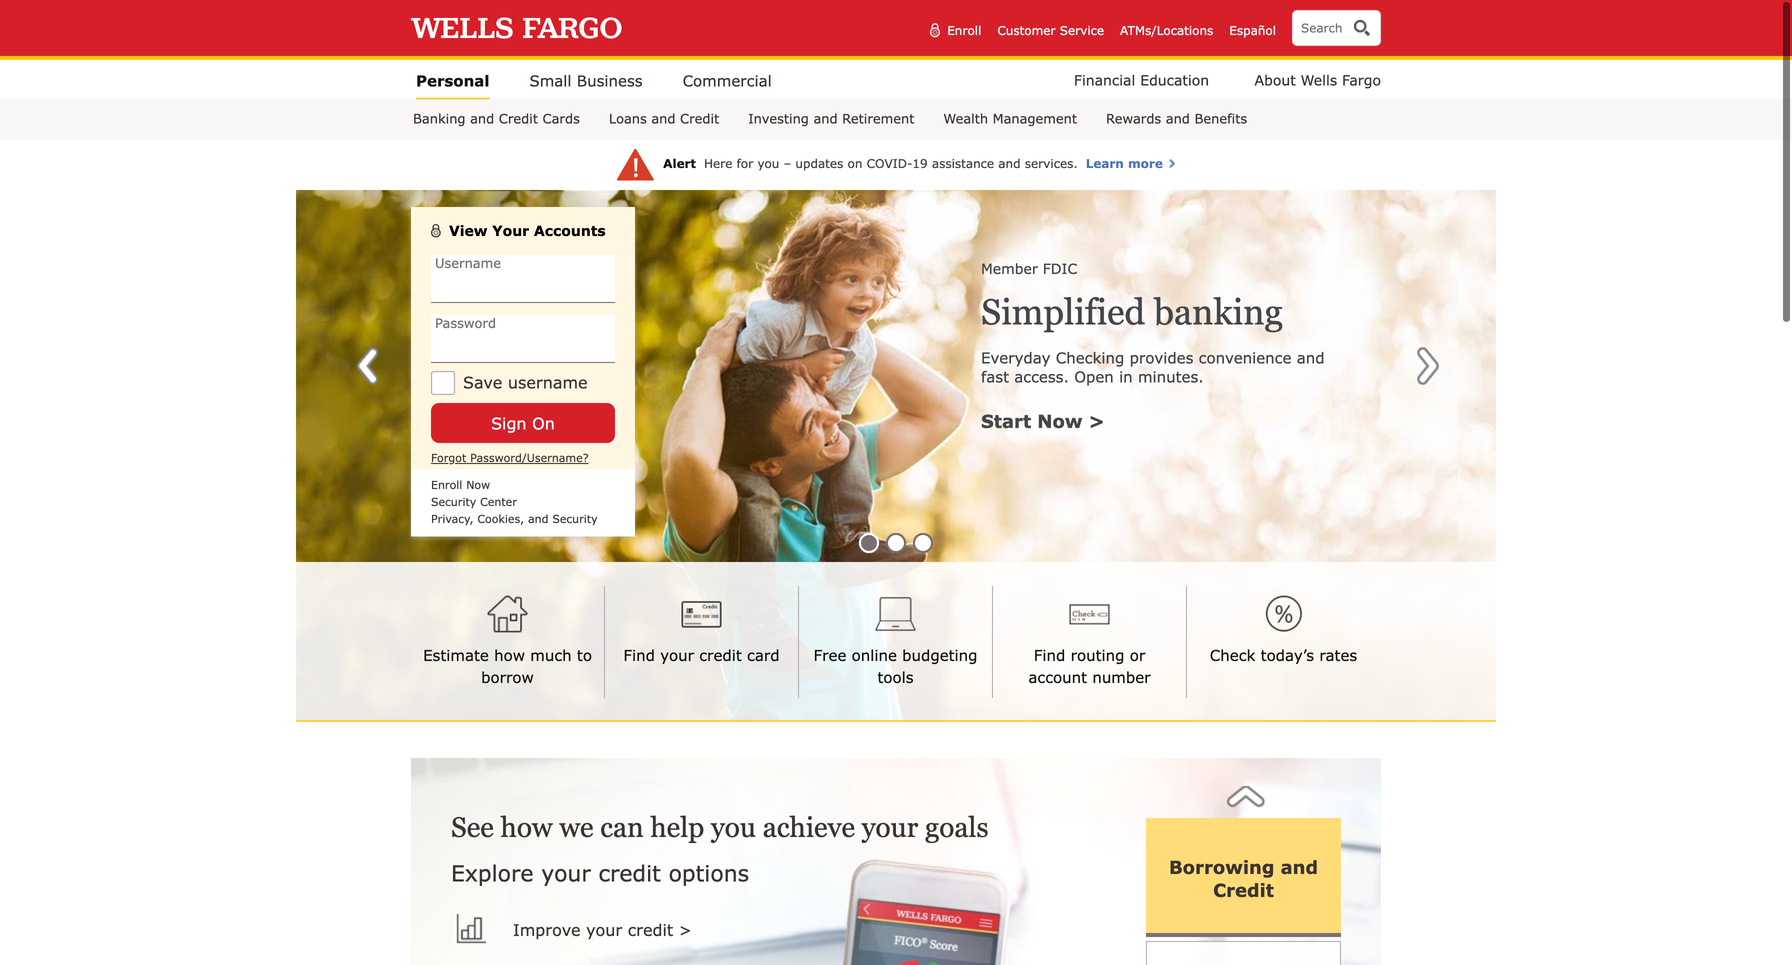 WELLS FARGO
Enroll
Customer Service
ATMs/Locations
Español
Search
Personal
Small Business
Commercial
Financial Education
About Wells Fargo
Banking and Credit Cards
Loans and Credit
Investing and Retirement
Wealth Management
Rewards and Benefits
Alert Here for you – updates on COVID-19 assistance and services. Learn more
View Your Accounts
Username
Password
Save username
Sign On
Forgot Password/Username?
Enroll Now
Security Center
Privacy, Cookies, and Security
Member FDIC
Simplified banking
Everyday Checking provides convenience and
fast access. Open in minutes.
Start Now >
Credit
Check
%
Estimate how much to
borrow
Find your credit card
Free online budgeting
tools
Find routing or
account number
Check today’s rates
See how we can help you achieve your goals
Explore your credit options
Improve your credit >
WELLS FARGO
FICO® Score
Borrowing and
Credit